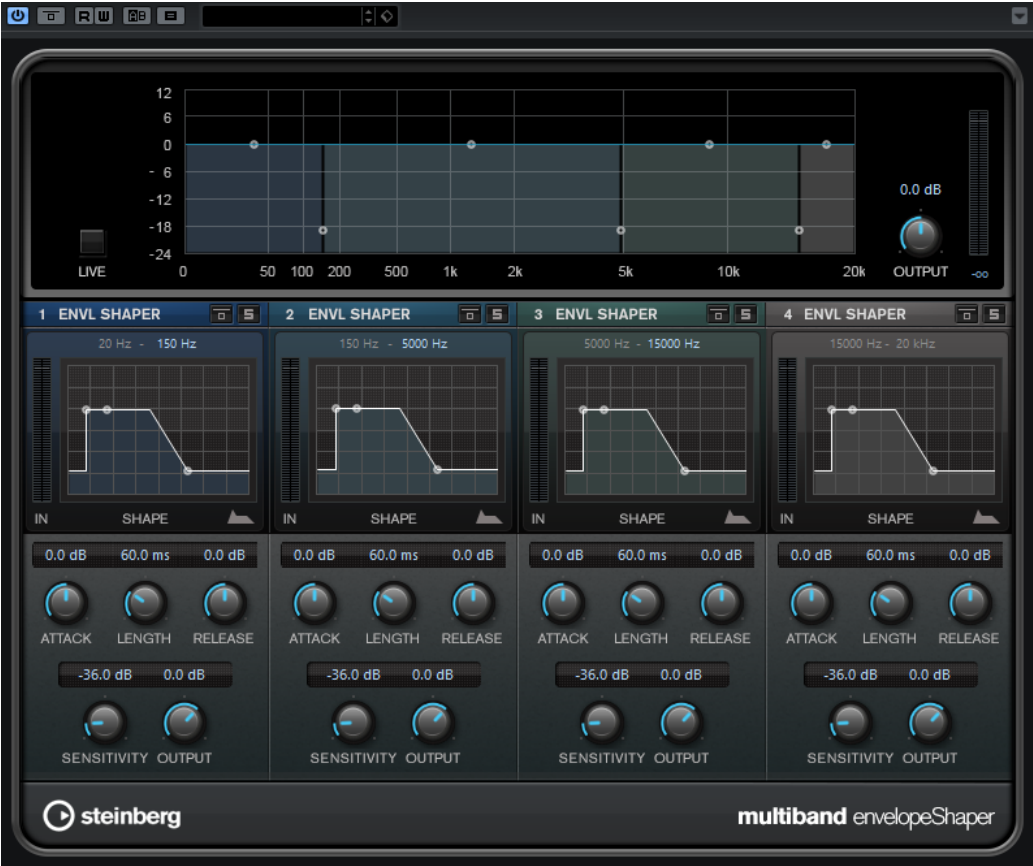 R W A B
12
6
0
- 6
-12
-18
-24
0 50 100 200 500 1k 2k 5k 10k 20k
LIVE
0.0 dB
OUTPUT
-∞
1 ENVL SHAPER S
2 ENVL SHAPER S
3 ENVL SHAPER S
4 ENVL SHAPER S
20 Hz - 150 Hz
150 Hz - 5000 Hz
5000 Hz - 15000 Hz
15000 Hz - 20 kHz
IN SHAPE
IN SHAPE
IN SHAPE
IN SHAPE
0.0 dB 60.0 ms 0.0 dB
0.0 dB 60.0 ms 0.0 dB
0.0 dB 60.0 ms 0.0 dB
0.0 dB 60.0 ms 0.0 dB
ATTACK LENGTH RELEASE
ATTACK LENGTH RELEASE
ATTACK LENGTH RELEASE
ATTACK LENGTH RELEASE
-36.0 dB 0.0 dB
-36.0 dB 0.0 dB
-36.0 dB 0.0 dB
-36.0 dB 0.0 dB
SENSITIVITY OUTPUT
SENSITIVITY OUTPUT
SENSITIVITY OUTPUT
SENSITIVITY OUTPUT
steinberg
multiband envelopeShaper